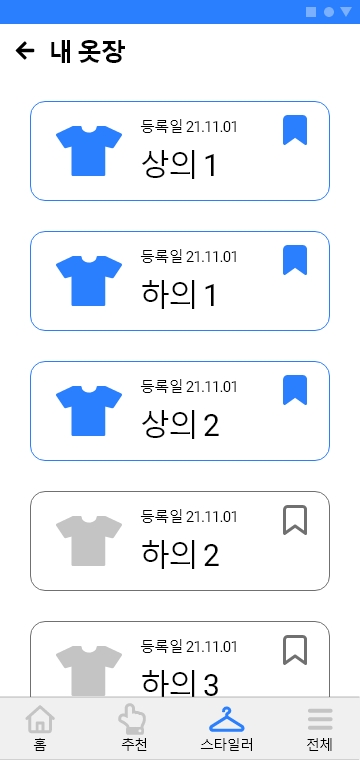 내 옷장
등록일 21.11.01
상의 1
등록일 21.11.01
하의 1
등록일 21.11.01
상의 2
등록일 21.11.01
하의 2
등록일 21.11.01
하의 3
홈 추천 스타일러 전체